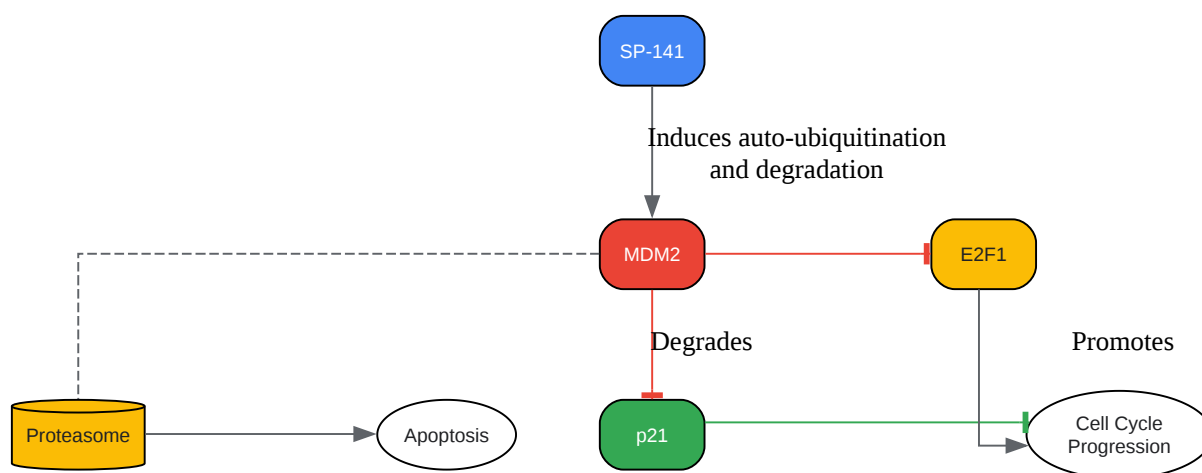 SP-141
Induces auto-ubiquitination
and degradation
MDM2
E2F1
Degrades
Promotes
Proteasome
Apoptosis
p21
Cell Cycle
Progression